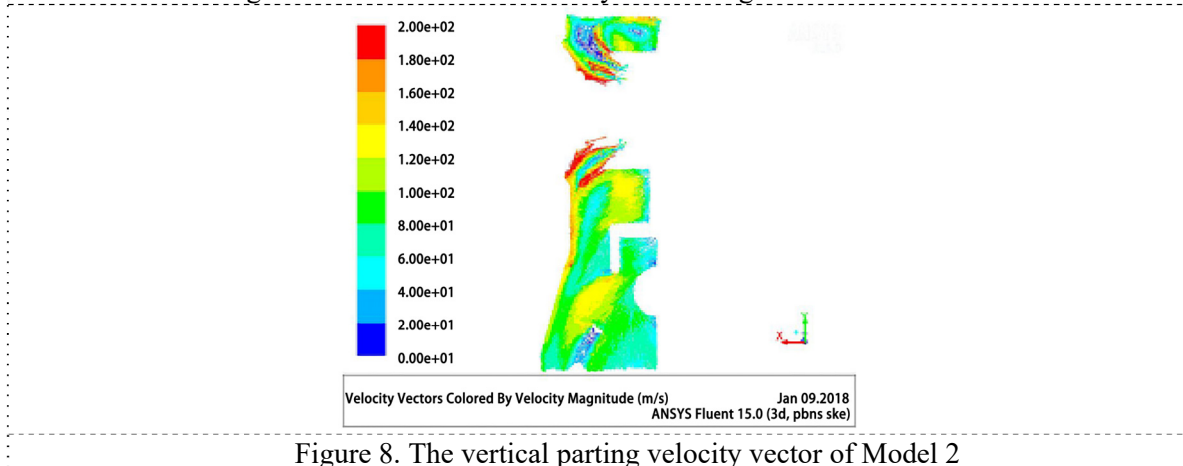 2.00e+02
1.80e+02
1.60e+02
1.40e+02
1.20e+02
1.00e+02
8.00e+01
6.00e+01
4.00e+01
2.00e+01
0.00e+01
Y
X
Velocity Vectors Colored By Velocity Magnitude (m/s)
Jan 09.2018
ANSYS Fluent 15.0 (3d, pbns ske)
Figure 8. The vertical parting velocity vector of Model 2